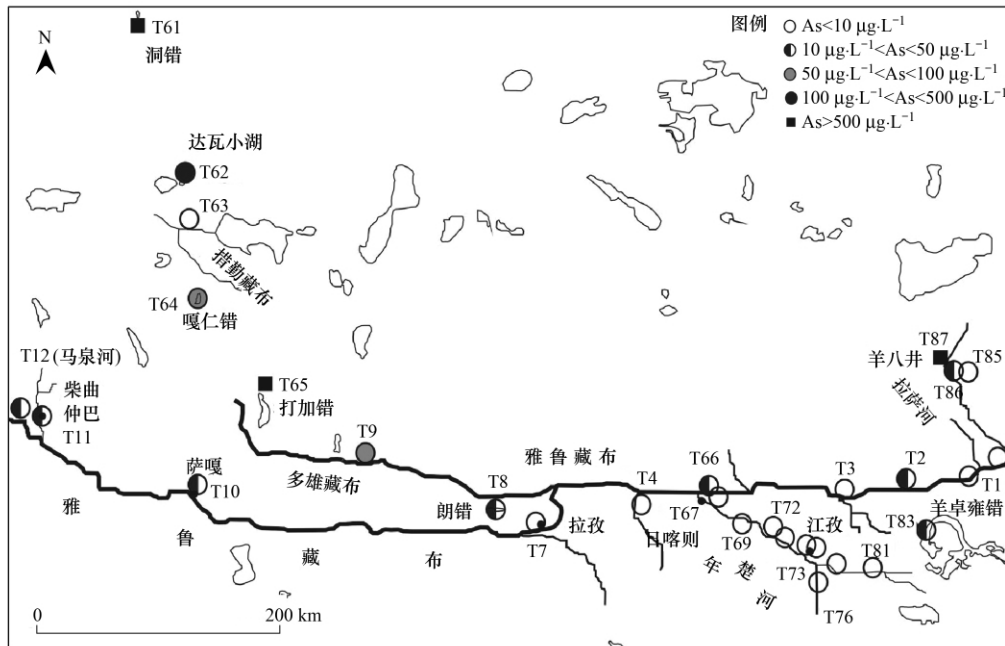 T61
洞错
N
图例
As<10 μg·L⁻¹
10 μg·L⁻¹<As<50 μg·L⁻¹
50 μg·L⁻¹<As<100 μg·L⁻¹
100 μg·L⁻¹<As<500 μg·L⁻¹
As>500 μg·L⁻¹
达瓦小湖
T62
T63
措勤藏布
T64
嘎仁错
T12 (马泉河)
柴曲
仲巴
T11
T65
打加错
T9
多雄藏布
萨嘎
T10
雅鲁藏布
T8
朗错
T7
拉孜
雅鲁藏布
T4
日喀则
T66
T67
T69
T72
江孜
T73
T76
年楚河
T81
T3
T2
T1
T83
羊卓雍错
T87
羊八井
T85
T86
拉萨河
0
200 km